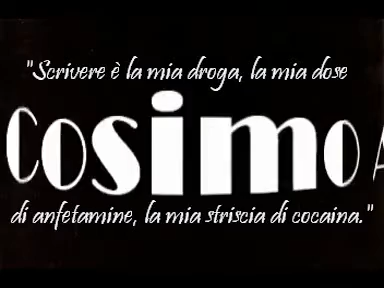 "Scrivere è la mia droga, la mia dose
Cosimo A
di anfetamine, la mia striscia di cocaina."